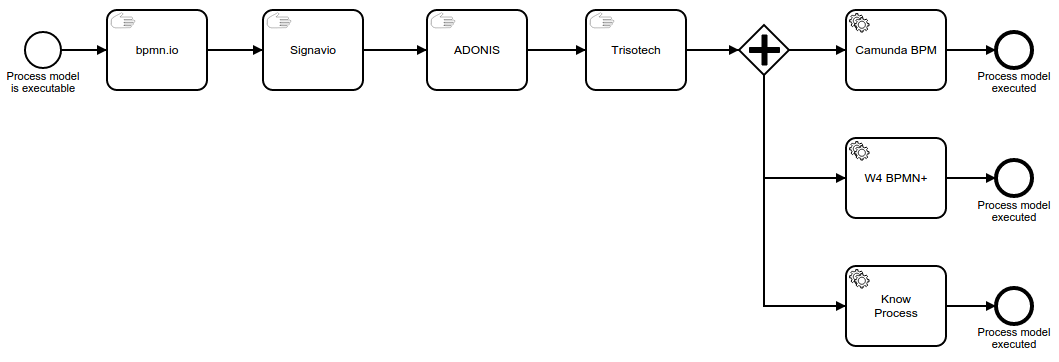 bpmn.io
Signavio
ADONIS
Trisotech
Camunda BPM
Process model
is executable
Process model
executed
W4 BPMN+
Process model
executed
Know
Process
Process model
executed